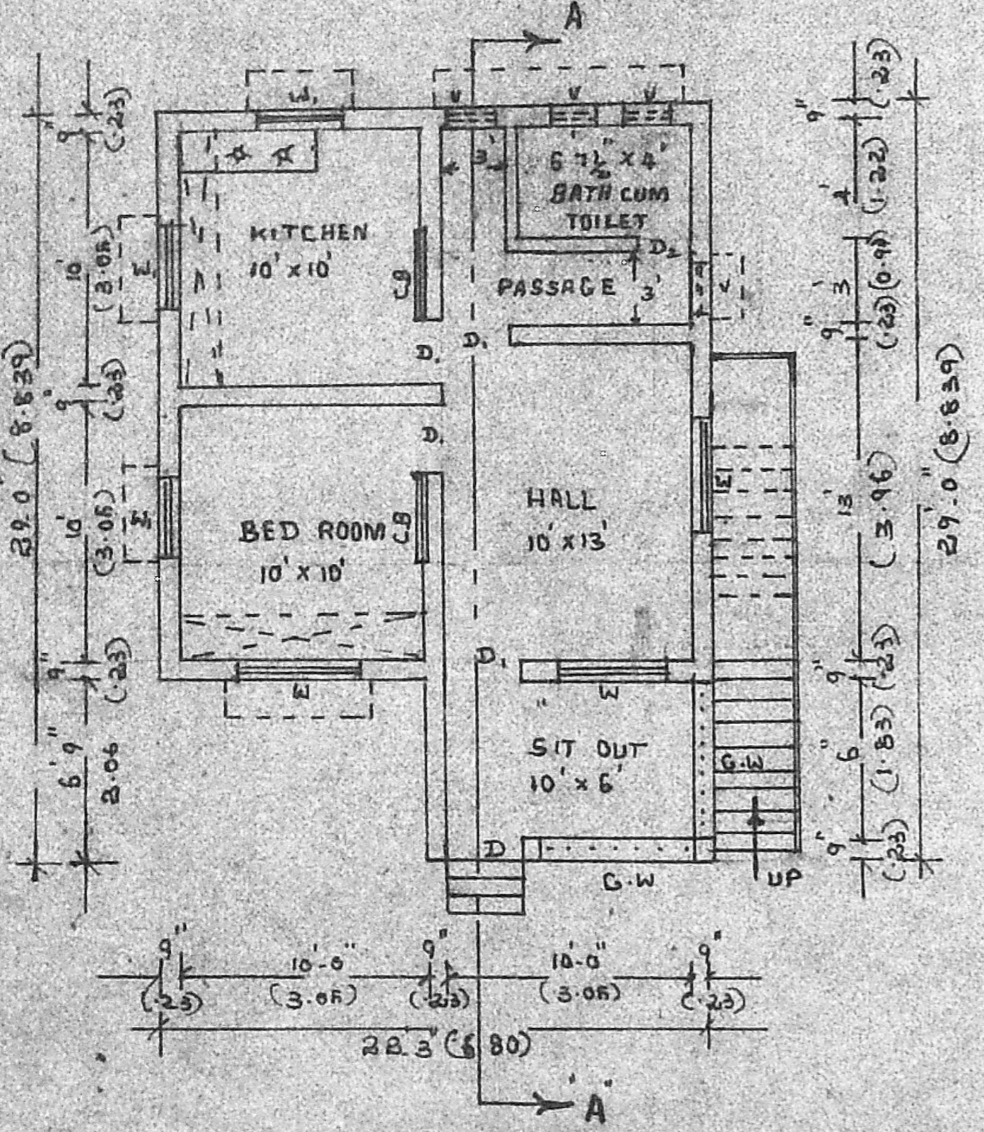 A
W₁
V
V
V
3'
6' 7½" x 4'
BATH CUM
TOILET
D₂
KITCHEN
10' x 10'
CB
PASSAGE
3'
V
W
D₁
D₁
D₁
HALL
10' x 13'
W
BED ROOM
10' x 10'
CB
W
W
D₁
W
SIT OUT
10' x 6'
G.W
D
G.W
UP
9"
(.23)
10'
(3.05)
9"
(.23)
10'
(3.05)
9"
(.23)
6' 9"
2.06
29.0" (8.839)
9"
(.23)
4'
(1.22)
3'
(0.91)
9"
(.23)
13'
(3.96)
9"
(.23)
6'
(1.83)
9"
(.23)
29.0" (8.839)
9"
(.23)
10'-0"
(3.05)
9"
(.23)
10'-0"
(3.05)
9"
(.23)
22.3' (6.80)
"A"